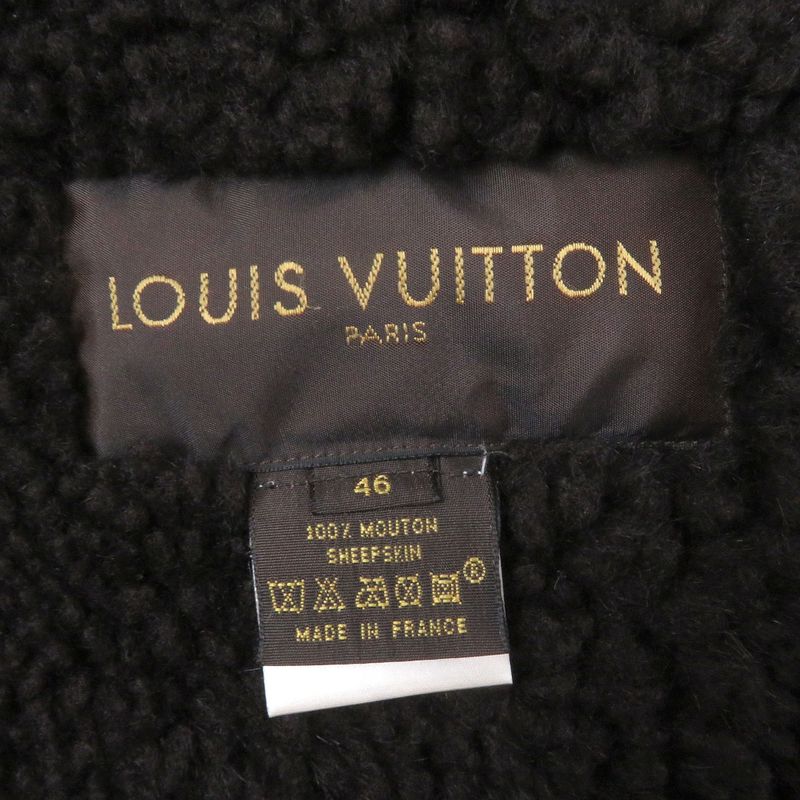 LOUIS VUITTON
PARIS
46
100% MOUTON
SHEEPSKIN
®
MADE IN FRANCE